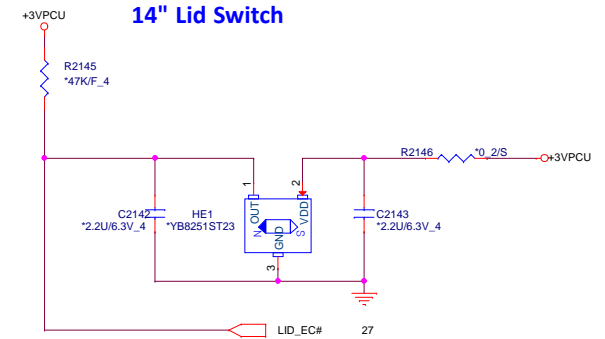 14" Lid Switch
+3VPCU
R2145
*47K/F_4
R2146
*0_2/S
+3VPCU
1
2
OUT
VDD
N
S
GND
3
C2142
*2.2U/6.3V_4
HE1
*YB8251ST23
C2143
*2.2U/6.3V_4
LID_EC# 27